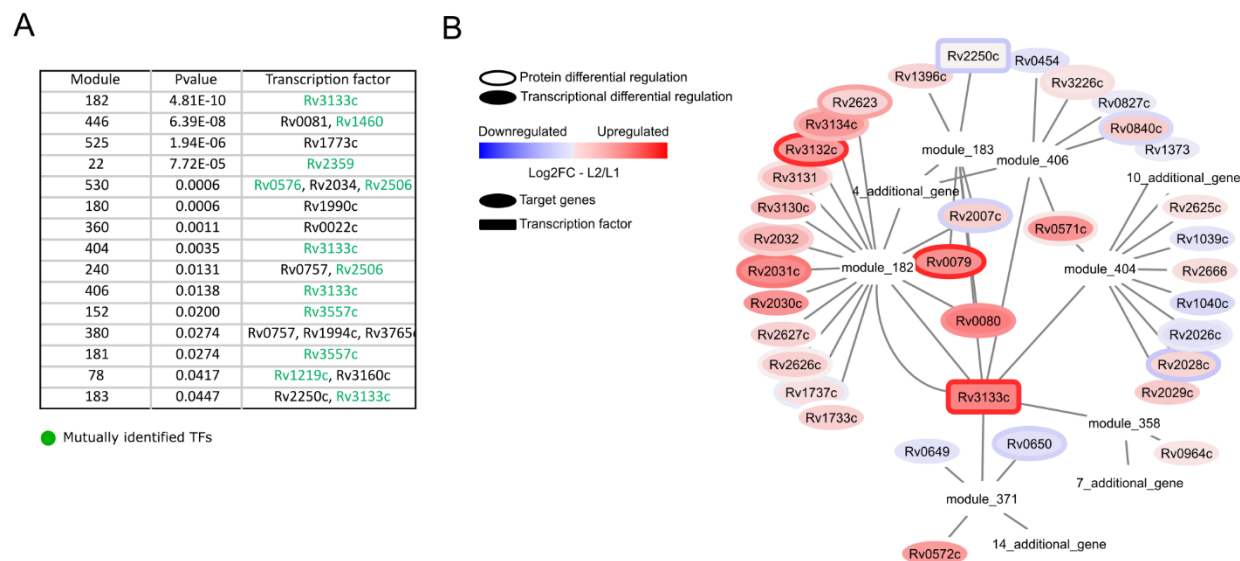 A
Module Pvalue Transcription factor
182 4.81E-10 Rv3133c
446 6.39E-08 Rv0081, Rv1460
525 1.94E-06 Rv1773c
22 7.72E-05 Rv2359
530 0.0006 Rv0576, Rv2034, Rv2506
180 0.0006 Rv1990c
360 0.0011 Rv0022c
404 0.0035 Rv3133c
240 0.0131 Rv0757, Rv2506
406 0.0138 Rv3133c
152 0.0200 Rv3557c
380 0.0274 Rv0757, Rv1994c, Rv3765c
181 0.0274 Rv3557c
78 0.0417 Rv1219c, Rv3160c
183 0.0447 Rv2250c, Rv3133c
Mutually identified TFs
B
Protein differential regulation
Transcriptional differential regulation
Downregulated Upregulated
Log2FC - L2/L1
Target genes
Transcription factor
Rv2250c
Rv0454
Rv1396c
Rv3226c
Rv2623
Rv0827c
Rv3134c
Rv0840c
Rv3132c
Rv1373
module_183
module_406
Rv3131
4_additional_gene
10_additional_gene
Rv3130c
Rv2007c
Rv2625c
Rv0571c
Rv2032
Rv1039c
Rv2031c
module_182
Rv0079
module_404
Rv2666
Rv2030c
Rv1040c
Rv0080
Rv2627c
Rv2026c
Rv2626c
Rv2028c
Rv1737c
Rv3133c
Rv2029c
Rv1733c
module_358
Rv0649
Rv0650
Rv0964c
7_additional_gene
module_371
Rv0572c
14_additional_gene